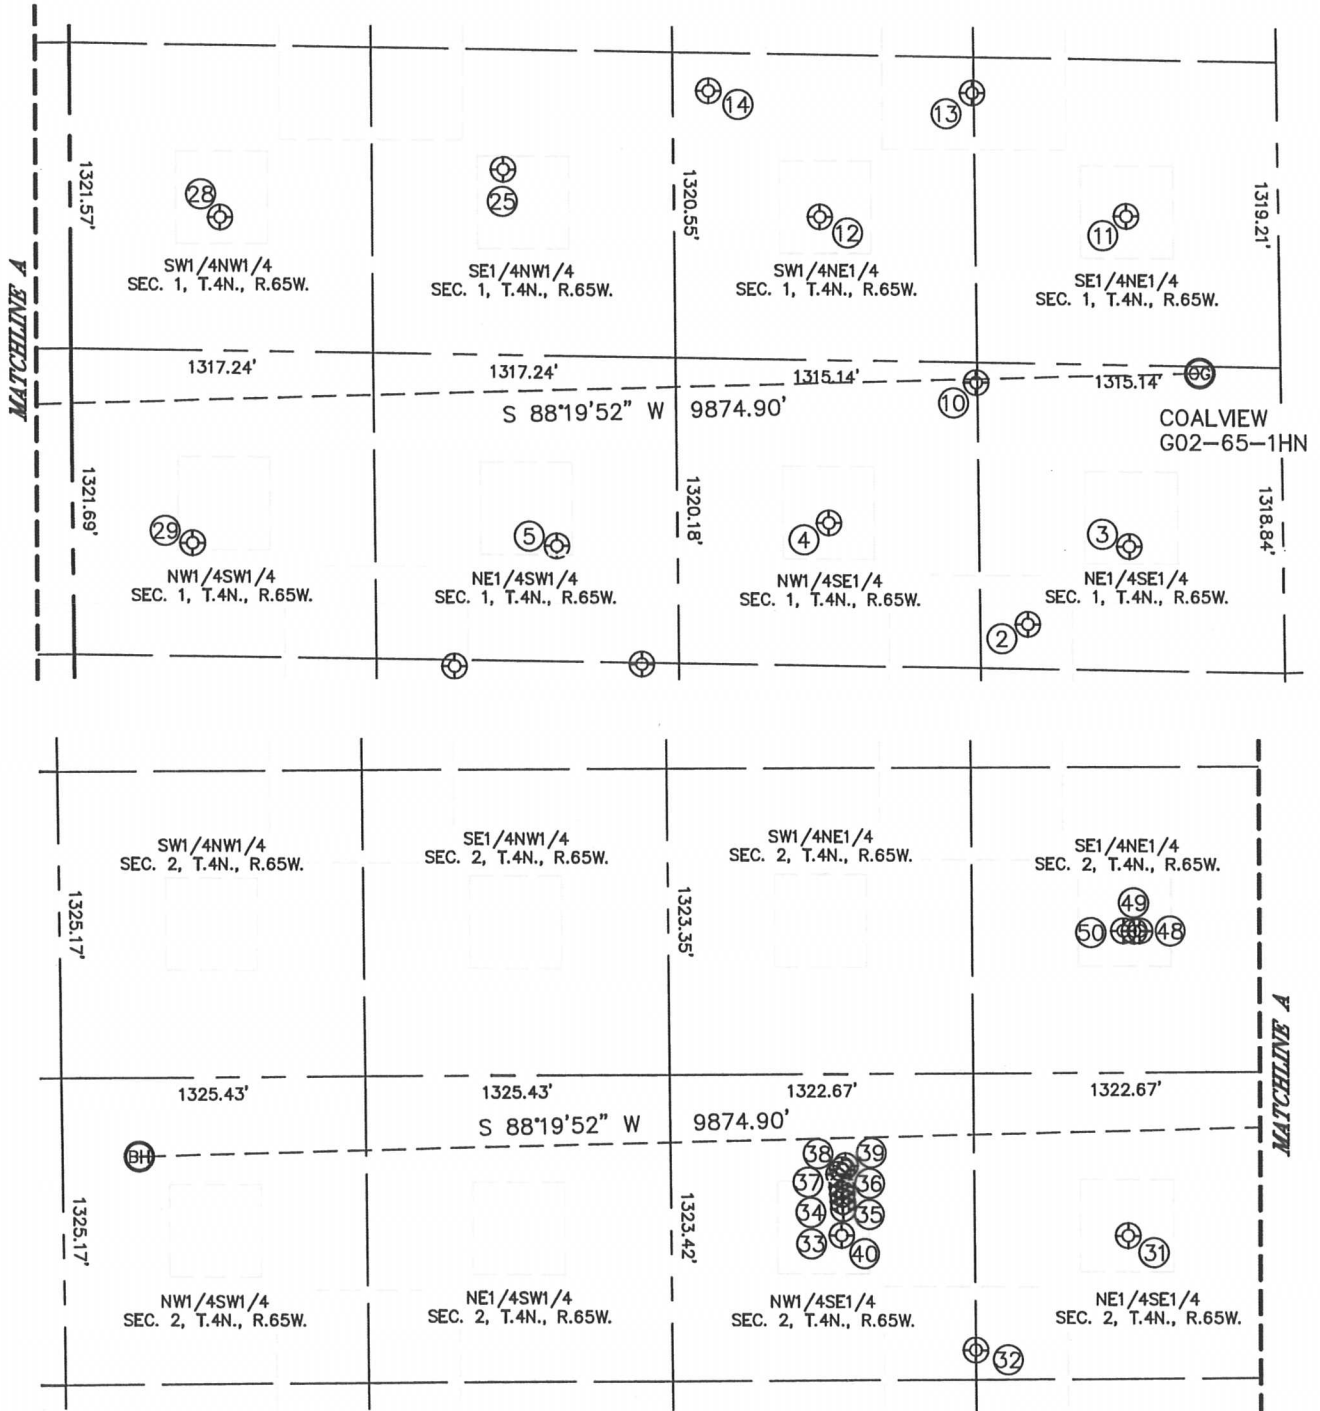 14
13
1321.57'
28
25
1320.55'
12
11
1319.21'
SW1/4NW1/4
SEC. 1, T.4N., R.65W.
SE1/4NW1/4
SEC. 1, T.4N., R.65W.
SW1/4NE1/4
SEC. 1, T.4N., R.65W.
SE1/4NE1/4
SEC. 1, T.4N., R.65W.
MATCHLINE A
1317.24'
1317.24'
1315.14'
1315.14'
OG
S 88°19'52" W 9874.90'
10
COALVIEW
G02-65-1HN
1321.69'
29
5
1320.18'
4
3
1318.84'
NW1/4SW1/4
SEC. 1, T.4N., R.65W.
NE1/4SW1/4
SEC. 1, T.4N., R.65W.
NW1/4SE1/4
SEC. 1, T.4N., R.65W.
NE1/4SE1/4
SEC. 1, T.4N., R.65W.
2
SW1/4NW1/4
SEC. 2, T.4N., R.65W.
SE1/4NW1/4
SEC. 2, T.4N., R.65W.
SW1/4NE1/4
SEC. 2, T.4N., R.65W.
SE1/4NE1/4
SEC. 2, T.4N., R.65W.
1325.17'
1323.35'
49
50
48
MATCHLINE A
1325.43'
1325.43'
1322.67'
1322.67'
S 88°19'52" W 9874.90'
BH
38
39
37
36
34
35
33
40
31
1325.17'
1323.42'
NW1/4SW1/4
SEC. 2, T.4N., R.65W.
NE1/4SW1/4
SEC. 2, T.4N., R.65W.
NW1/4SE1/4
SEC. 2, T.4N., R.65W.
NE1/4SE1/4
SEC. 2, T.4N., R.65W.
32